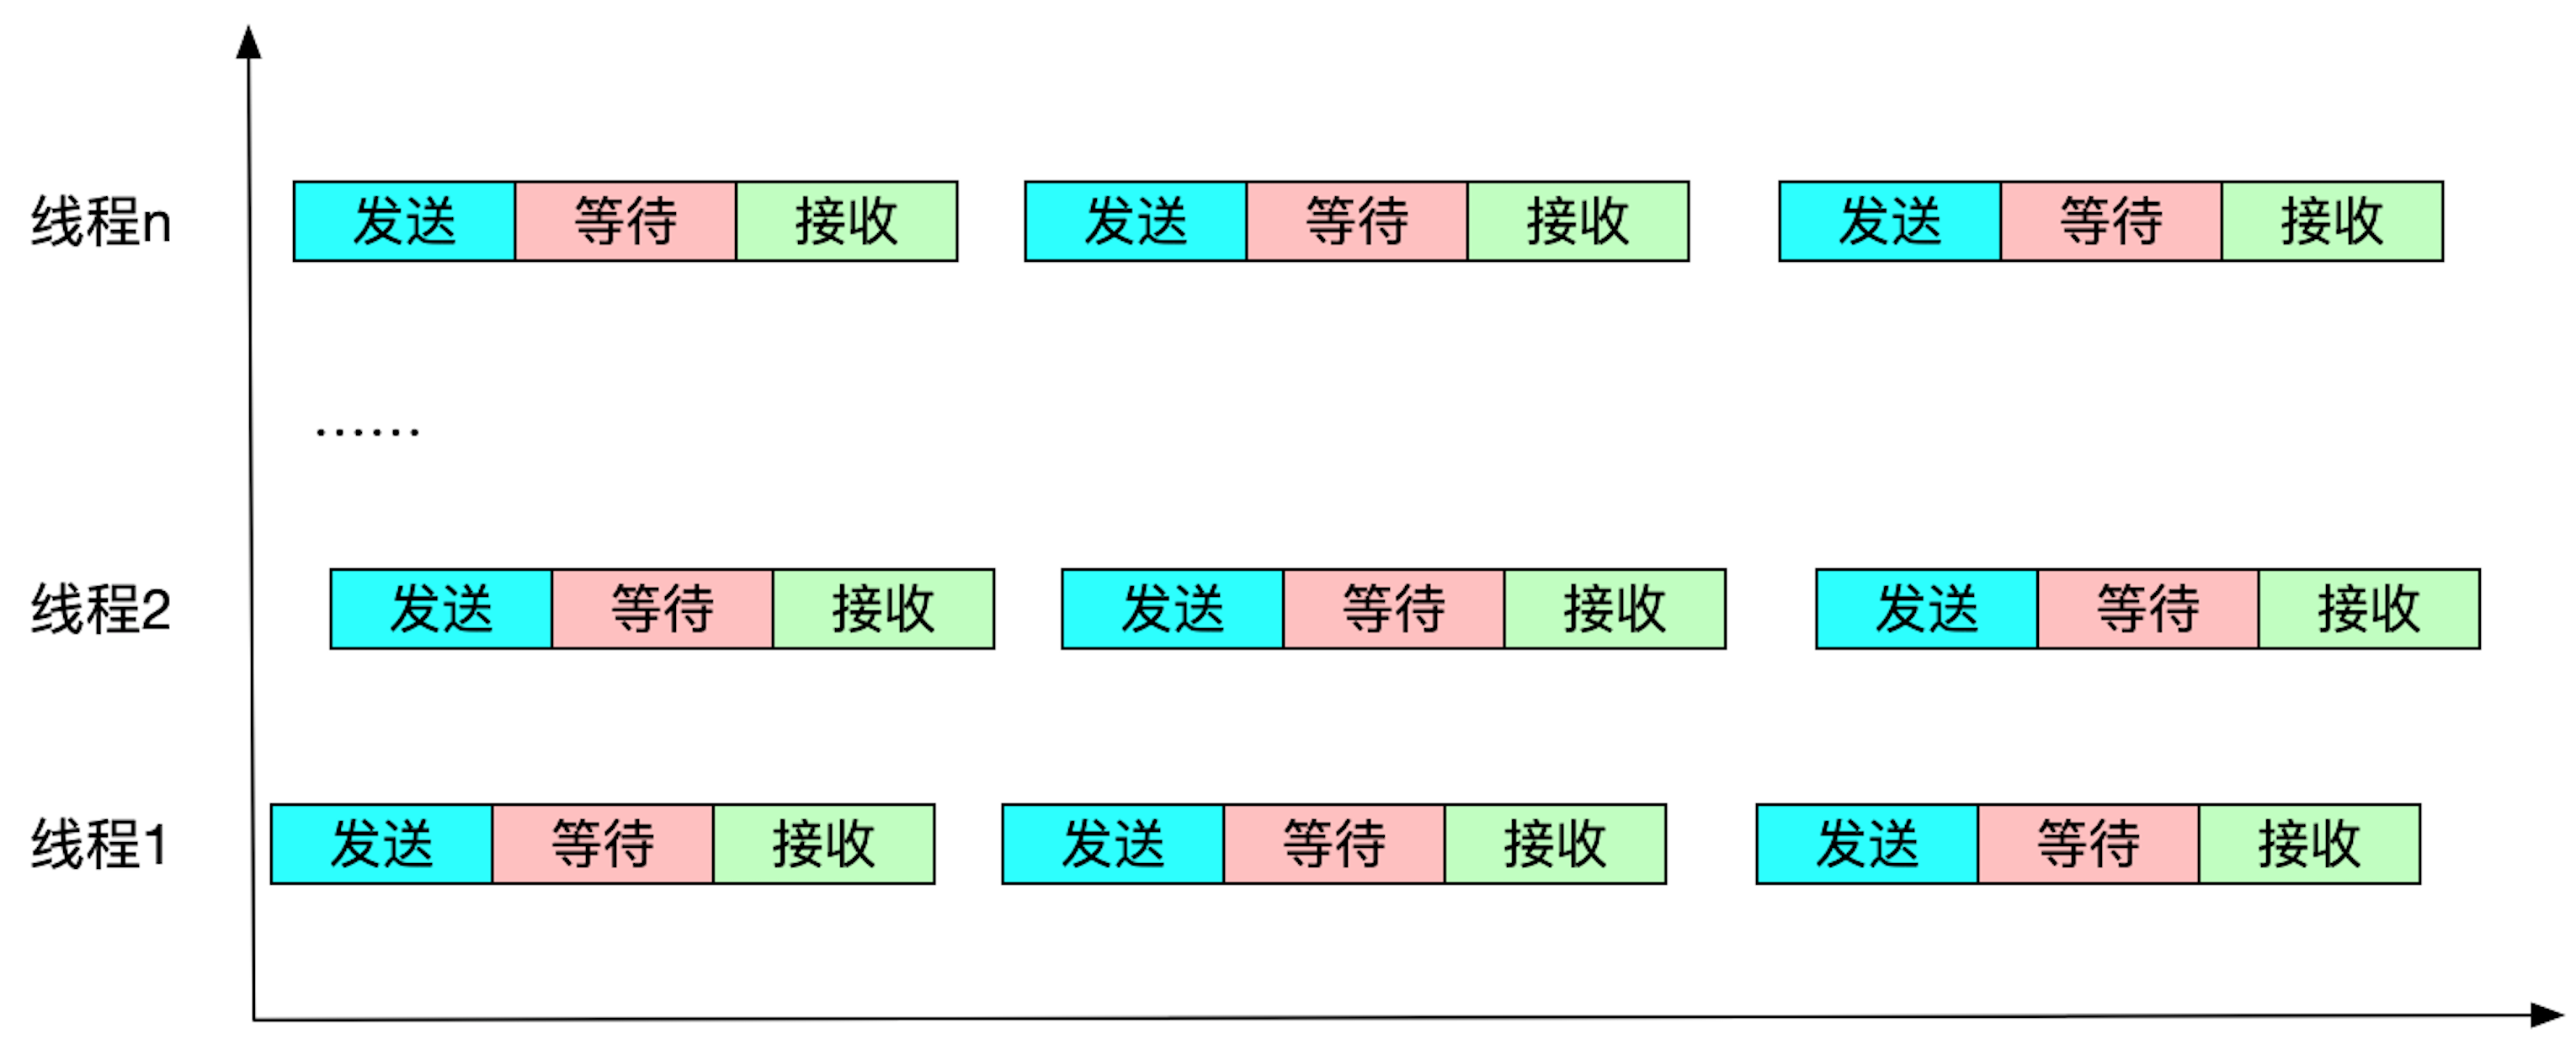 线程n 发送 等待 接收 发送 等待 接收 发送 等待 接收
……
线程2 发送 等待 接收 发送 等待 接收 发送 等待 接收
线程1 发送 等待 接收 发送 等待 接收 发送 等待 接收